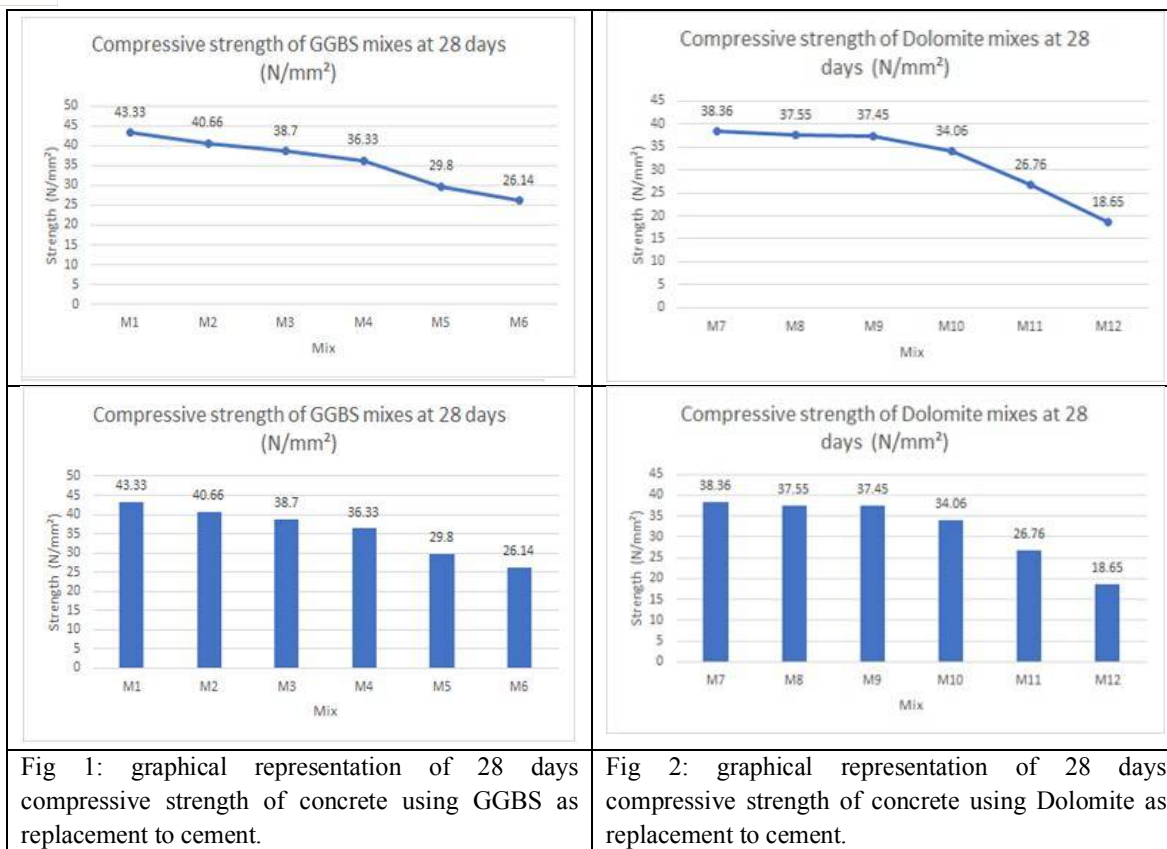 Compressive strength of GGBS mixes at 28 days
(N/mm²)
Strength (N/mm²)
50
45
40
35
30
25
20
15
10
5
0
43.33
40.66
38.7
36.33
29.8
26.14
M1 M2 M3 M4 M5 M6
Mix
Compressive strength of Dolomite mixes at 28
days (N/mm²)
Strength (N/mm²)
45
40
35
30
25
20
15
10
5
0
38.36
37.55
37.45
34.06
26.76
18.65
M7 M8 M9 M10 M11 M12
Mix
Compressive strength of GGBS mixes at 28 days
(N/mm²)
Strength (N/mm²)
50
45
40
35
30
25
20
15
10
5
0
43.33
40.66
38.7
36.33
29.8
26.14
M1 M2 M3 M4 M5 M6
Mix
Compressive strength of Dolomite mixes at 28
days (N/mm²)
Strength (N/mm²)
45
40
35
30
25
20
15
10
5
0
38.36
37.55
37.45
34.06
26.76
18.65
M7 M8 M9 M10 M11 M12
Mix
Fig 1: graphical representation of 28 days
compressive strength of concrete using GGBS as
replacement to cement.
Fig 2: graphical representation of 28 days
compressive strength of concrete using Dolomite as
replacement to cement.